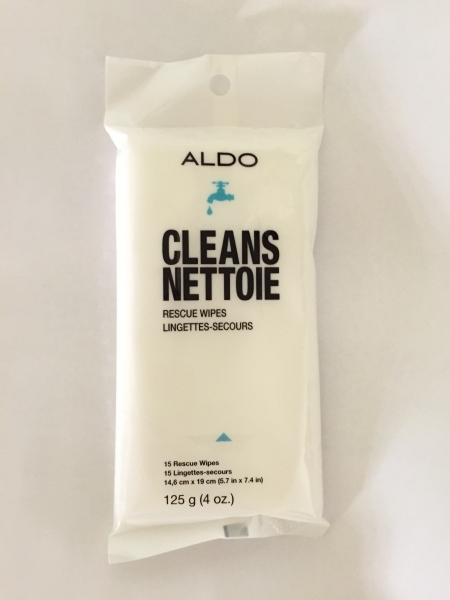 ALDO
CLEANS
NETTOIE
RESCUE WIPES
LINGETTES-SECOURS
15 Rescue Wipes
15 Lingettes-secours
14,6 cm x 19 cm (5.7 in x 7.4 in)
125 g (4 oz.)